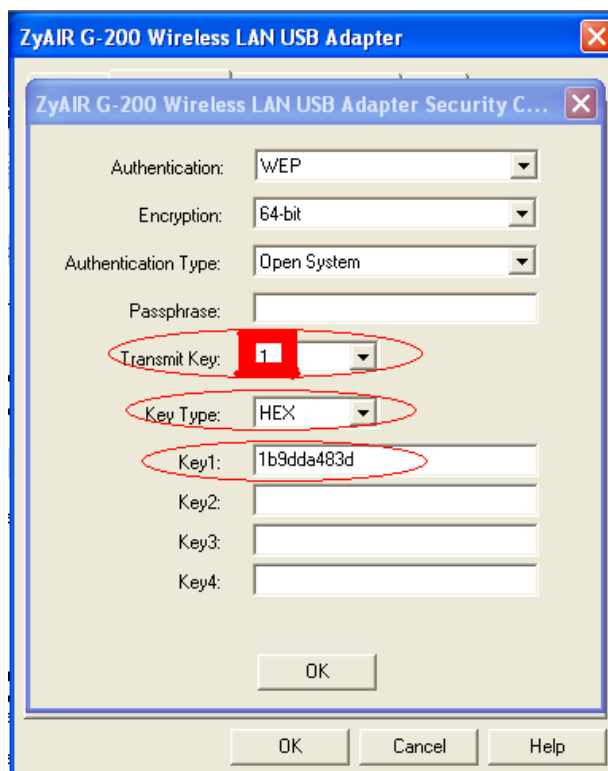 ZyAIR G-200 Wireless LAN USB Adapter
ZyAIR G-200 Wireless LAN USB Adapter Security C...
Authentication: WEP
Encryption: 64-bit
Authentication Type: Open System
Passphrase:
Transmit Key: 1
Key Type: HEX
Key1: 1b9dda483d
Key2:
Key3:
Key4:
OK
OK Cancel Help